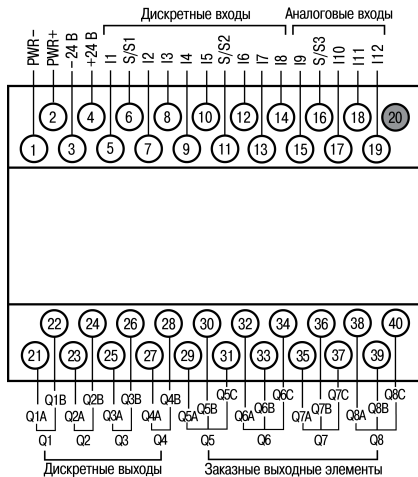 Дискретные входы
Аналоговые входы
PWR−
PWR+
−24 В
+24 В
I1
S/S1
I2
I3
I4
I5
S/S2
I6
I7
I8
I9
S/S3
I10
I11
I12
2 4 6 8 10 12 14 16 18 20
1 3 5 7 9 11 13 15 17 19
22 24 26 28 30 32 34 36 38 40
21 23 25 27 29 31 33 35 37 39
Q1B Q2B Q3B Q4B Q5C Q6C Q7C Q8C
Q5B Q6B Q7B Q8B
Q1A Q2A Q3A Q4A Q5A Q6A Q7A Q8A
Q1 Q2 Q3 Q4 Q5 Q6 Q7 Q8
Дискретные выходы
Заказные выходные элементы